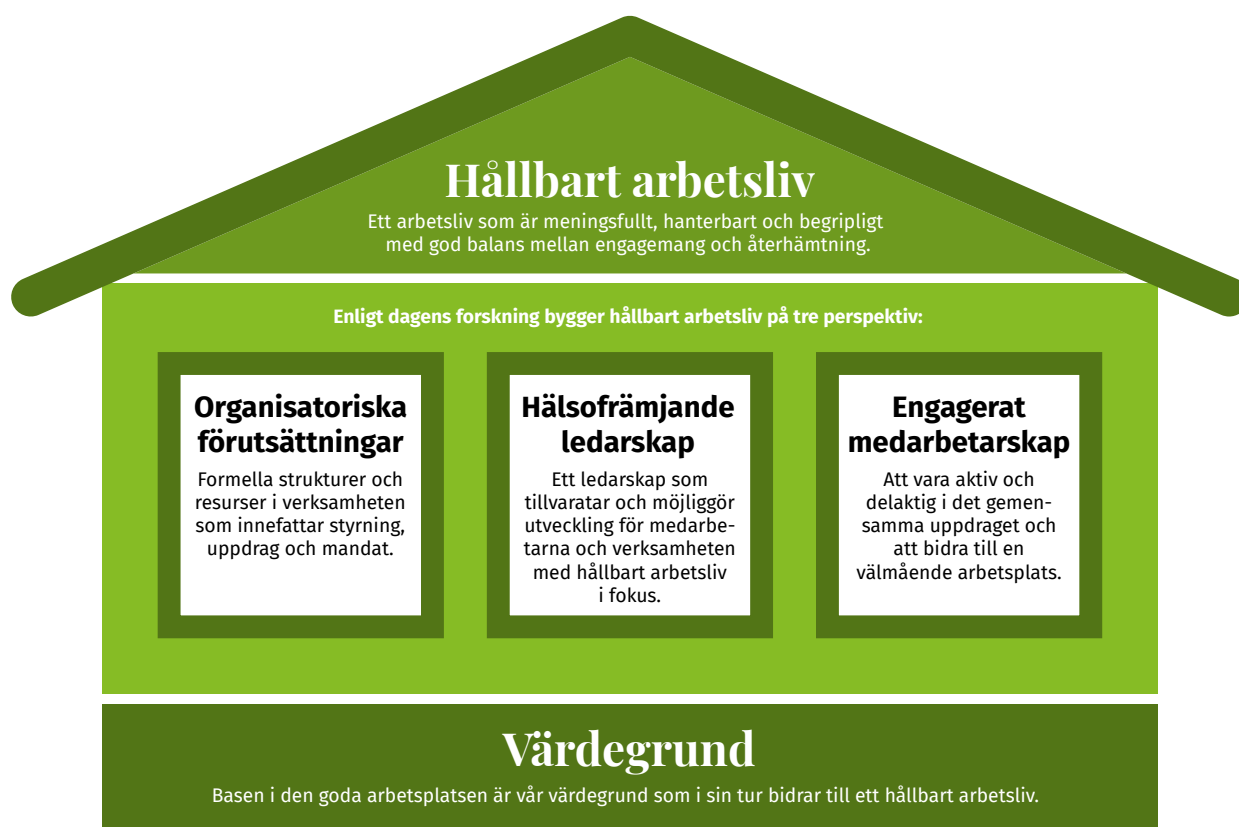 Hållbart arbetsliv
Ett arbetsliv som är meningsfullt, hanterbart och begripligt
med god balans mellan engagemang och återhämtning.
Enligt dagens forskning bygger hållbart arbetsliv på tre perspektiv:
Organisatoriska
förutsättningar
Formella strukturer och
resurser i verksamheten
som innefattar styrning,
uppdrag och mandat.
Hälsofrämjande
ledarskap
Ett ledarskap som
tillvaratar och möjliggör
utveckling för medarbe-
tarna och verksamheten
med hållbart arbetsliv
i fokus.
Engagerat
medarbetarskap
Att vara aktiv och
delaktig i det gemen-
samma uppdraget och
att bidra till en
välmående arbetsplats.
Värdegrund
Basen i den goda arbetsplatsen är vår värdegrund som i sin tur bidrar till ett hållbart arbetsliv.